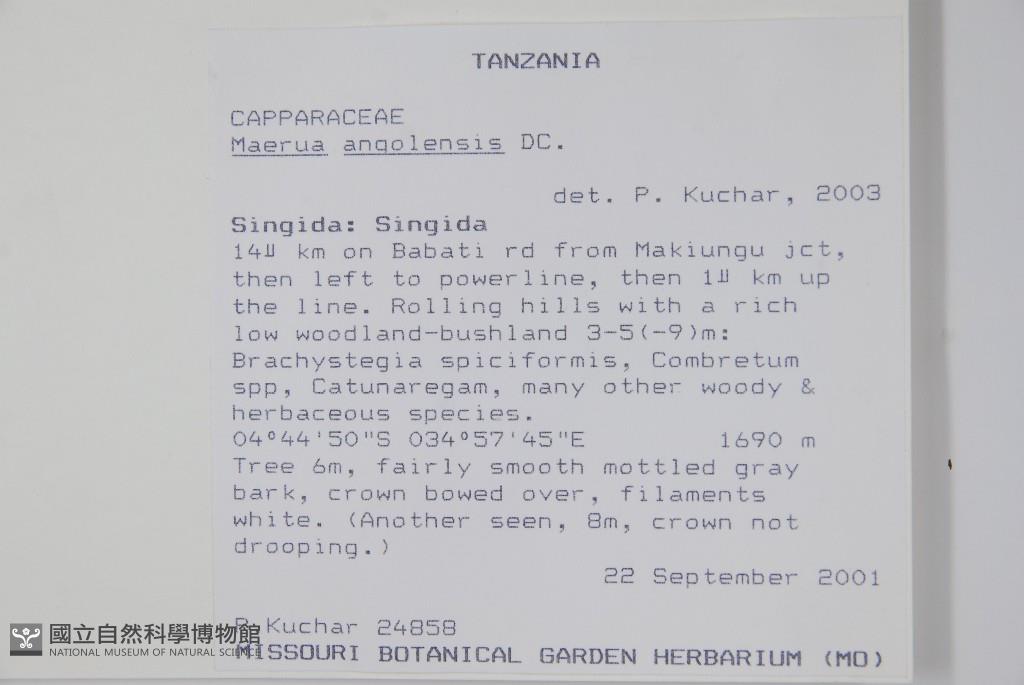 TANZANIA
CAPPARACEAE
Maerua angolensis DC.
det. P. Kuchar, 2003
Singida: Singida
14╜ km on Babati rd from Makiungu jct,
then left to powerline, then 1╜ km up
the line. Rolling hills with a rich
low woodland-bushland 3-5(-9)m:
Brachystegia spiciformis, Combretum
spp, Catunaregam, many other woody &
herbaceous species.
04°44'50"S 034°57'45"E 1690 m
Tree 6m, fairly smooth mottled gray
bark, crown bowed over, filaments
white. (Another seen, 8m, crown not
drooping.)
22 September 2001
P. Kuchar 24858
MISSOURI BOTANICAL GARDEN HERBARIUM (MO)
國立自然科學博物館
NATIONAL MUSEUM OF NATURAL SCIENCE